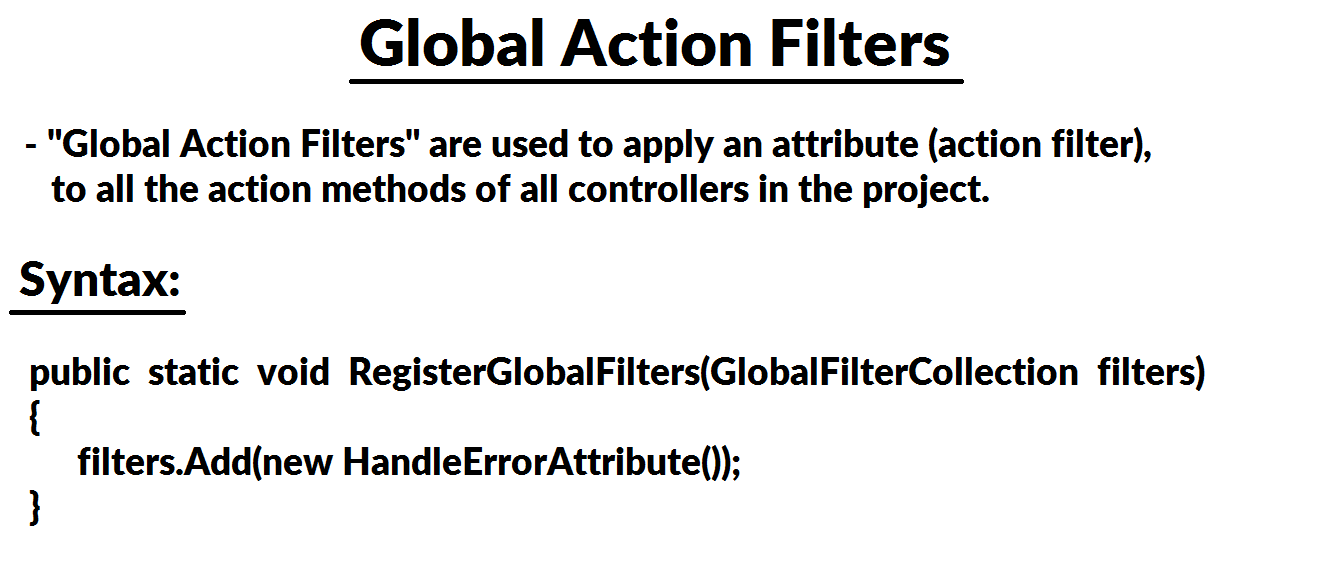 Global Action Filters
- "Global Action Filters" are used to apply an attribute (action filter),
to all the action methods of all controllers in the project.
Syntax:
public static void RegisterGlobalFilters(GlobalFilterCollection filters)
{
filters.Add(new HandleErrorAttribute());
}